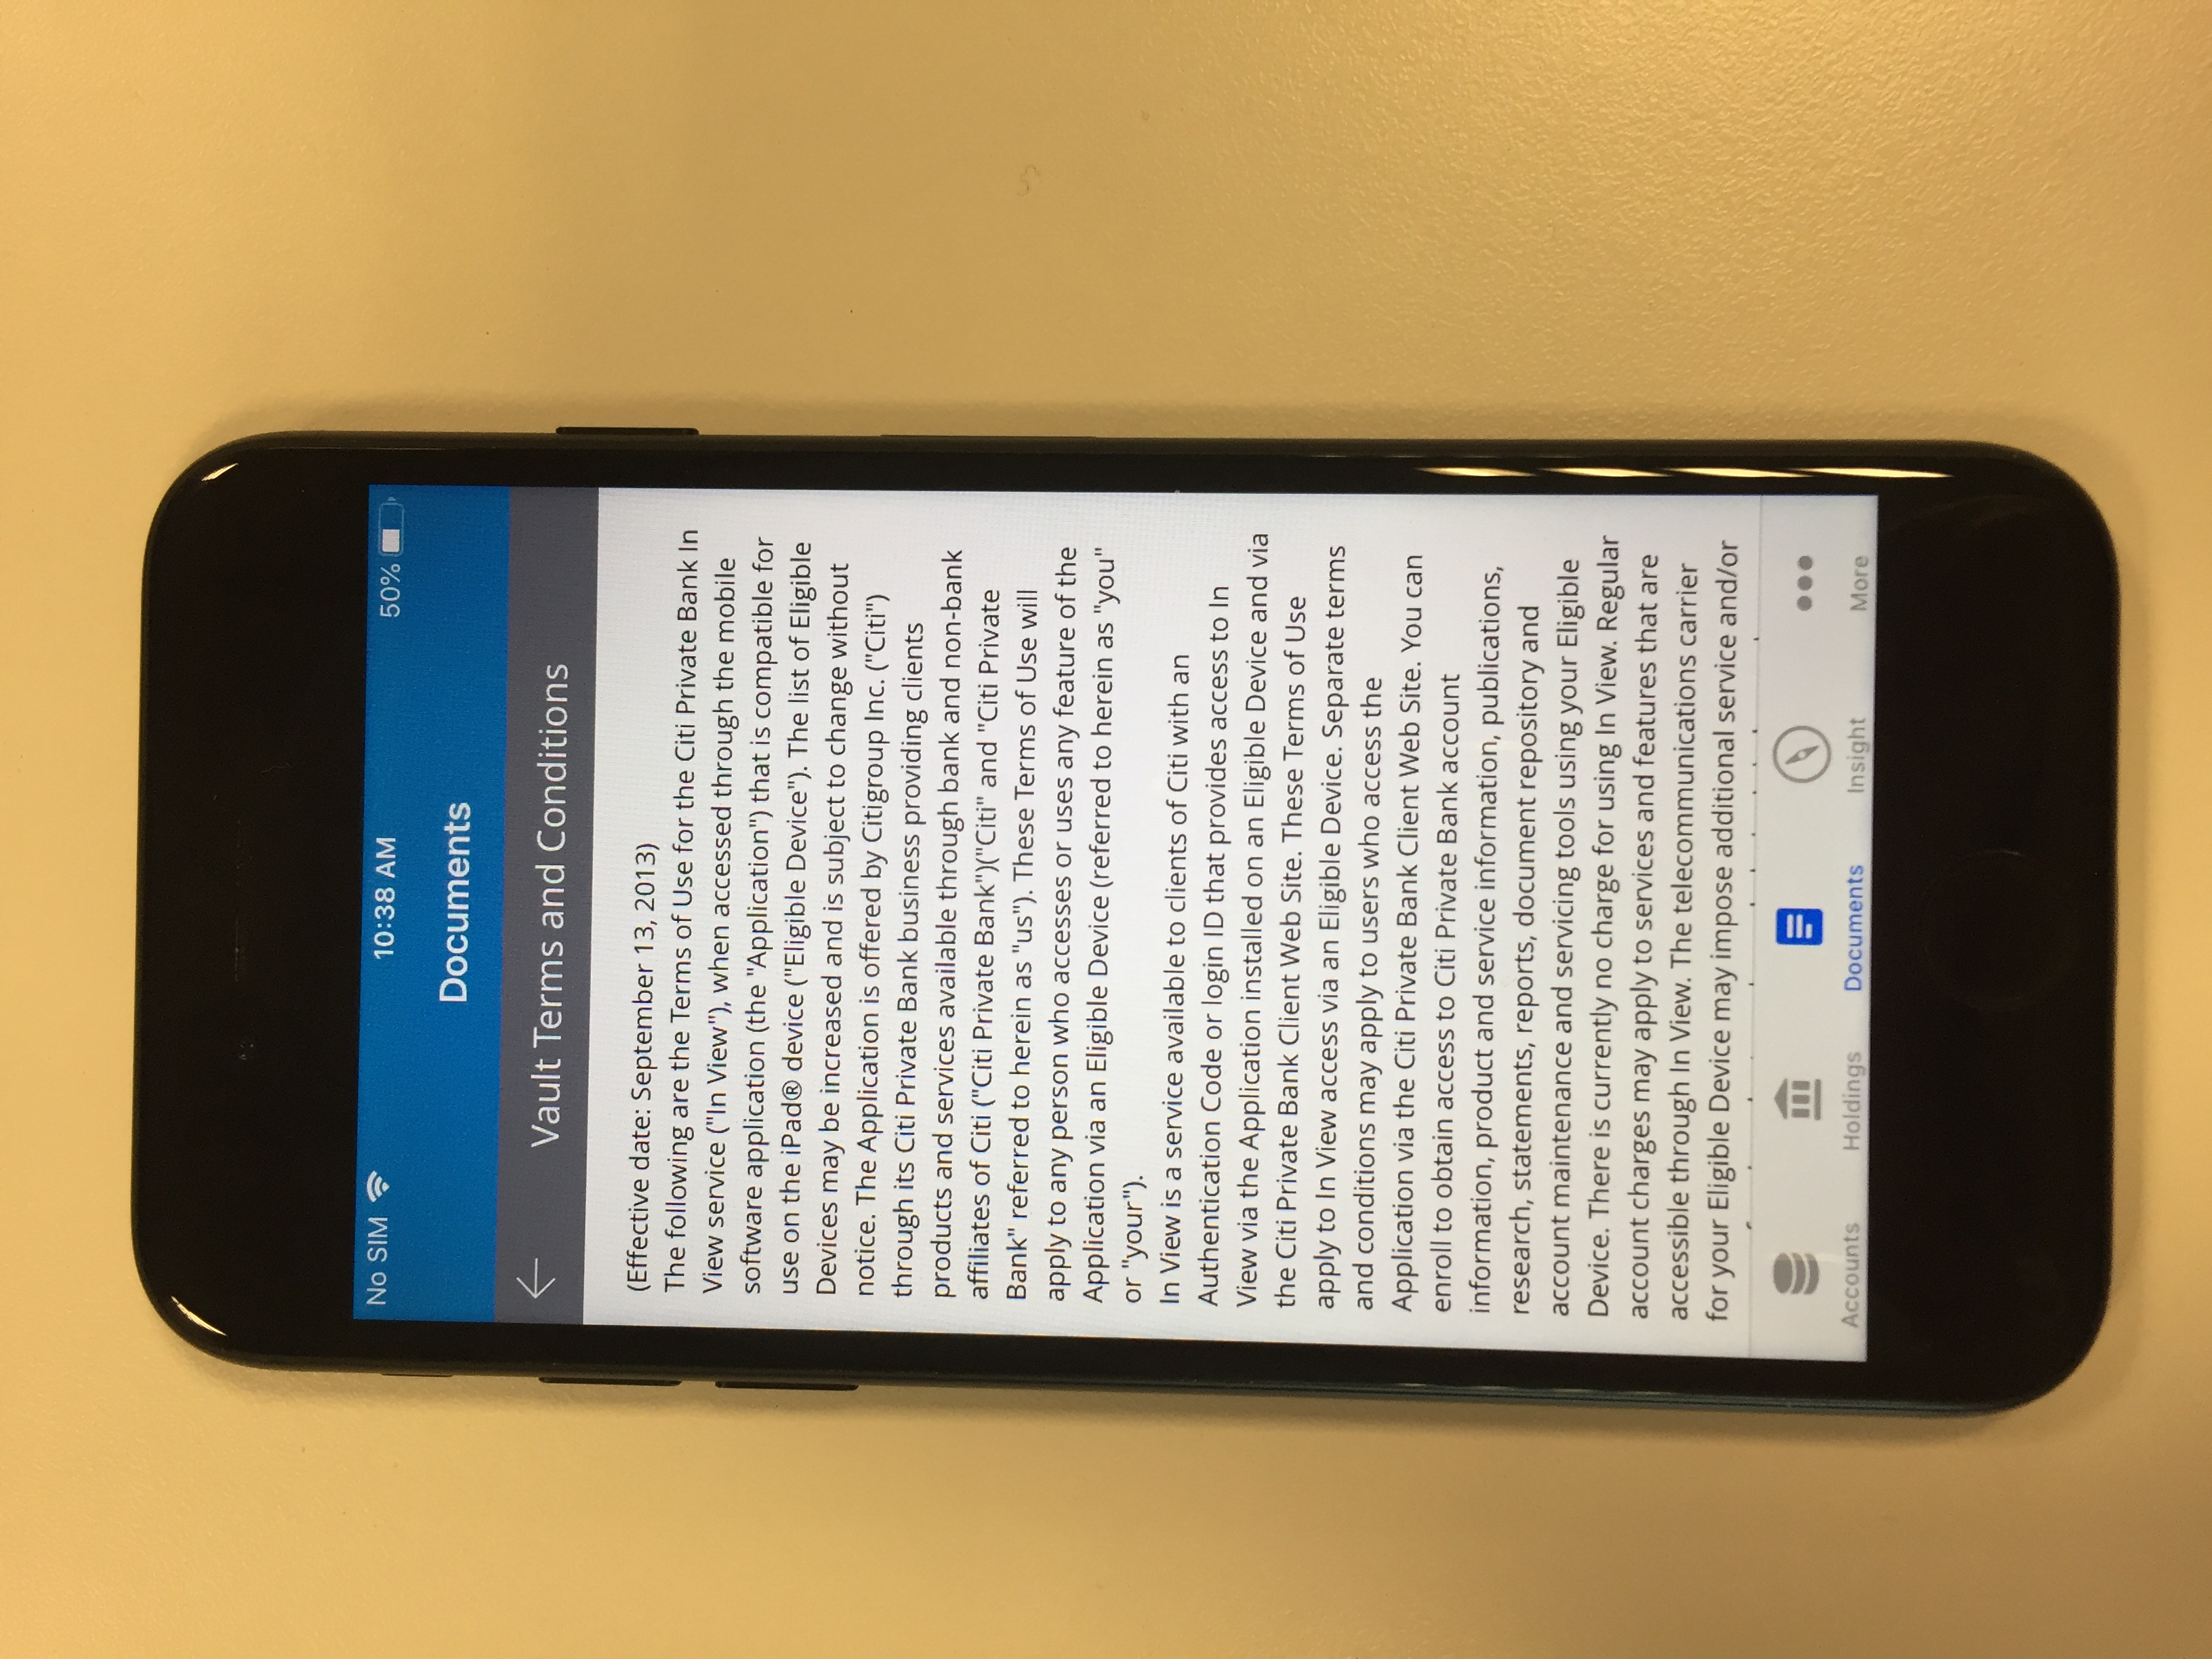 No SIM 10:38 AM 50%
Documents
Vault Terms and Conditions
(Effective date: September 13, 2013)
The following are the Terms of Use for the Citi Private Bank In
View service ("In View"), when accessed through the mobile
software application (the "Application") that is compatible for
use on the iPad® device ("Eligible Device"). The list of Eligible
Devices may be increased and is subject to change without
notice. The Application is offered by Citigroup Inc. ("Citi")
through its Citi Private Bank business providing clients
products and services available through bank and non-bank
affiliates of Citi ("Citi Private Bank")("Citi" and "Citi Private
Bank" referred to herein as "us"). These Terms of Use will
apply to any person who accesses or uses any feature of the
Application via an Eligible Device (referred to herein as "you"
or "your").
In View is a service available to clients of Citi with an
Authentication Code or login ID that provides access to In
View via the Application installed on an Eligible Device and via
the Citi Private Bank Client Web Site. These Terms of Use
apply to In View access via an Eligible Device. Separate terms
and conditions may apply to users who access the
Application via the Citi Private Bank Client Web Site. You can
enroll to obtain access to Citi Private Bank account
information, product and service information, publications,
research, statements, reports, document repository and
account maintenance and servicing tools using your Eligible
Device. There is currently no charge for using In View. Regular
account charges may apply to services and features that are
accessible through In View. The telecommunications carrier
for your Eligible Device may impose additional service and/or
Accounts Holdings Documents Insight More